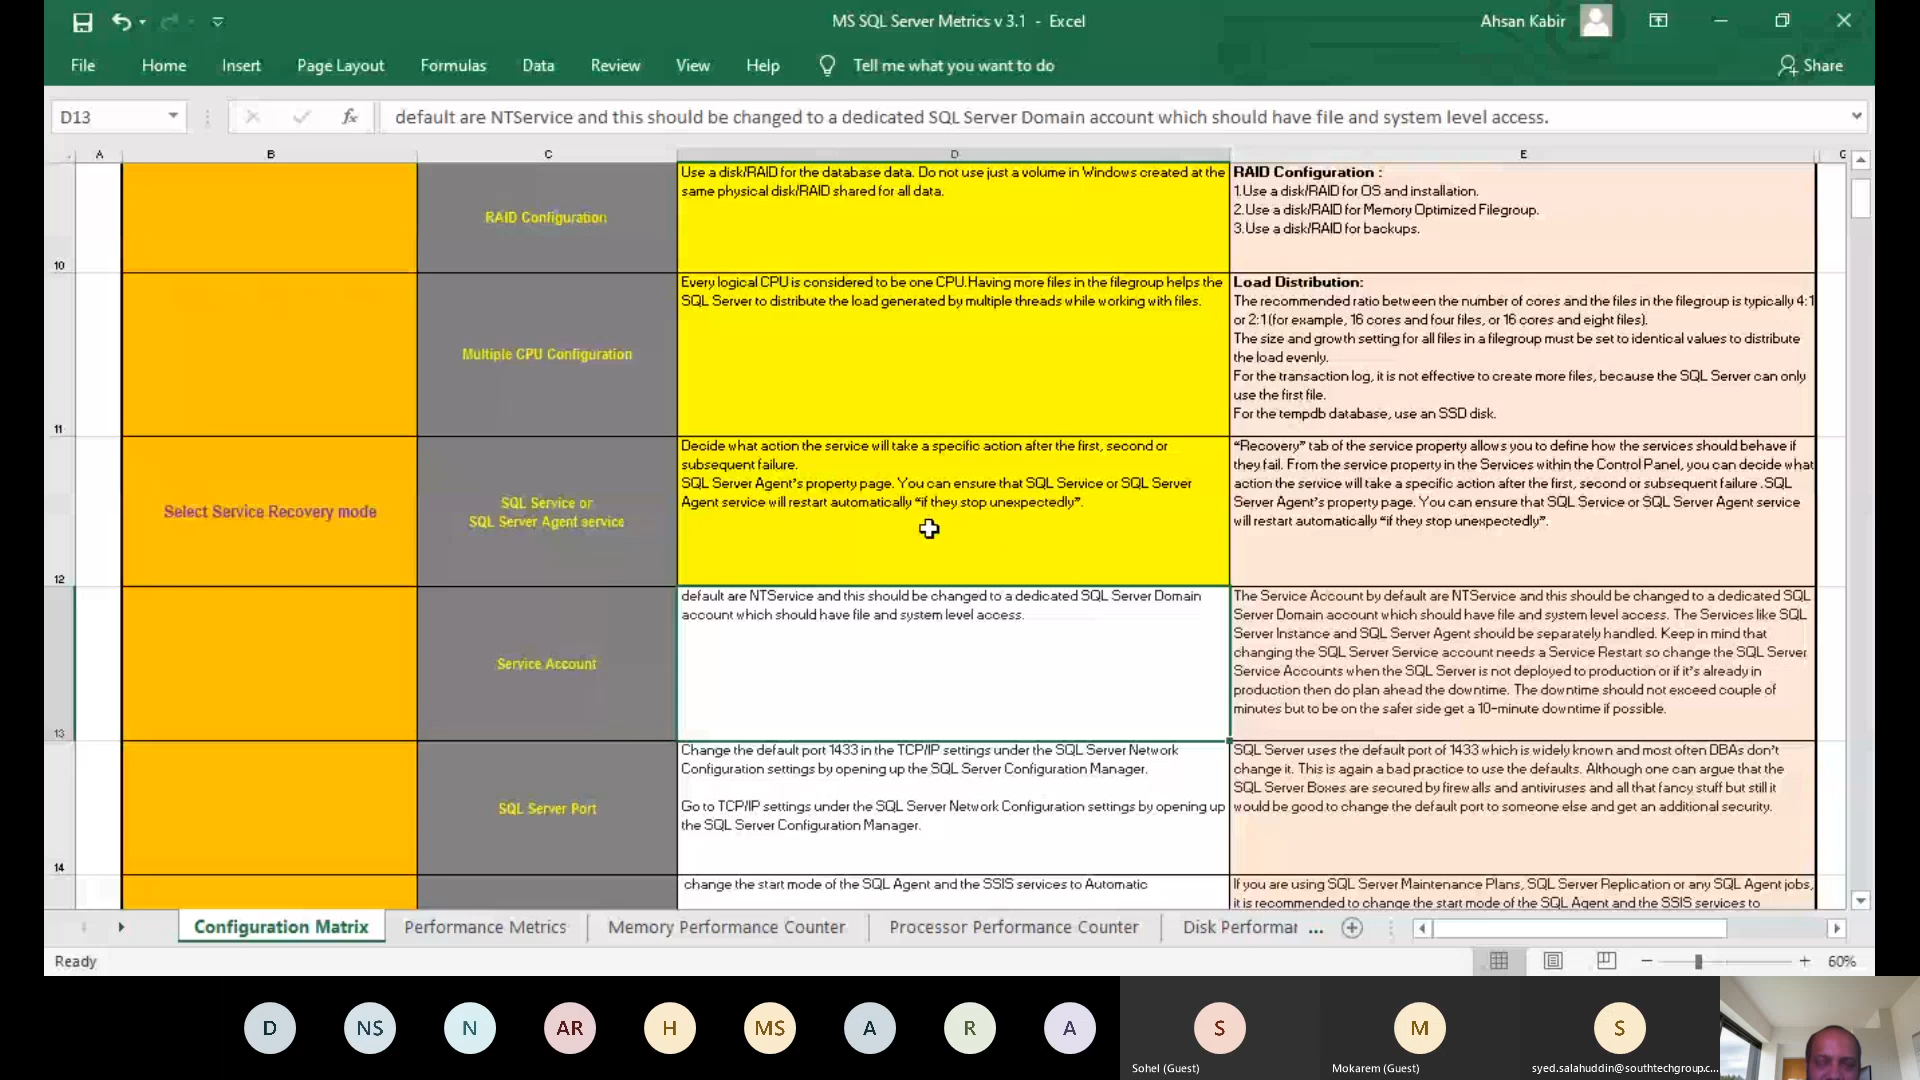 MS SQL Server Metrics v 3.1 - Excel
Ahsan Kabir
File
Home
Insert
Page Layout
Formulas
Data
Review
View
Help
Tell me what you want to do
Share
D13
fx
default are NTService and this should be changed to a dedicated SQL Server Domain account which should have file and system level access.
A
B
C
D
E
G
10
RAID Configuration
Use a disk/RAID for the database data. Do not use just a volume in Windows created at the
same physical disk/RAID shared for all data.
RAID Configuration :
1.Use a disk/RAID for OS and installation.
2.Use a disk/RAID for Memory Optimized Filegroup.
3.Use a disk/RAID for backups.
11
Multiple CPU Configuration
Every logical CPU is considered to be one CPU.Having more files in the filegroup helps the
SQL Server to distribute the load generated by multiple threads while working with files.
Load Distribution:
The recommended ratio between the number of cores and the files in the filegroup is typically 4:1
or 2:1(for example, 16 cores and four files, or 16 cores and eight files).
The size and growth setting for all files in a filegroup must be set to identical values to distribute
the load evenly.
For the transaction log, it is not effective to create more files, because the SQL Server can only
use the first file.
For the tempdb database, use an SSD disk.
12
Select Service Recovery mode
SQL Service or
SQL Server Agent service
Decide what action the service will take a specific action after the first, second or
subsequent failure.
SQL Server Agent's property page. You can ensure that SQL Service or SQL Server
Agent service will restart automatically “if they stop unexpectedly”.
“Recovery” tab of the service property allows you to define how the services should behave if
they fail. From the service property in the Services within the Control Panel, you can decide what
action the service will take a specific action after the first, second or subsequent failure .SQL
Server Agent's property page. You can ensure that SQL Service or SQL Server Agent service
will restart automatically “if they stop unexpectedly”.
13
Service Account
default are NTService and this should be changed to a dedicated SQL Server Domain
account which should have file and system level access.
The Service Account by default are NTService and this should be changed to a dedicated SQL
Server Domain account which should have file and system level access. The Services like SQL
Server Instance and SQL Server Agent should be separately handled. Keep in mind that
changing the SQL Server Service account needs a Service Restart so change the SQL Server
Service Accounts when the SQL Server is not deployed to production or if it's already in
production then do plan ahead the downtime. The downtime should not exceed couple of
minutes but to be on the safer side get a 10-minute downtime if possible.
14
SQL Server Port
Change the default port 1433 in the TCP/IP settings under the SQL Server Network
Configuration settings by opening up the SQL Server Configuration Manager.
Go to TCP/IP settings under the SQL Server Network Configuration settings by opening up
the SQL Server Configuration Manager.
SQL Server uses the default port of 1433 which is widely known and most often DBAs don't
change it. This is again a bad practice to use the defaults. Although one can argue that the
SQL Server Boxes are secured by firewalls and antiviruses and all that fancy stuff but still it
would be good to change the default port to someone else and get an additional security.
change the start mode of the SQL Agent and the SSIS services to Automatic
If you are using SQL Server Maintenance Plans, SQL Server Replication or any SQL Agent jobs,
it is recommended to change the start mode of the SQL Agent and the SSIS services to
Configuration Matrix
Performance Metrics
Memory Performance Counter
Processor Performance Counter
Disk Performar ...
Ready
60%
D
NS
N
AR
H
MS
A
R
A
S
M
S
Sohel (Guest)
Mokarem (Guest)
syed.salahuddin@southtechgroup.c...